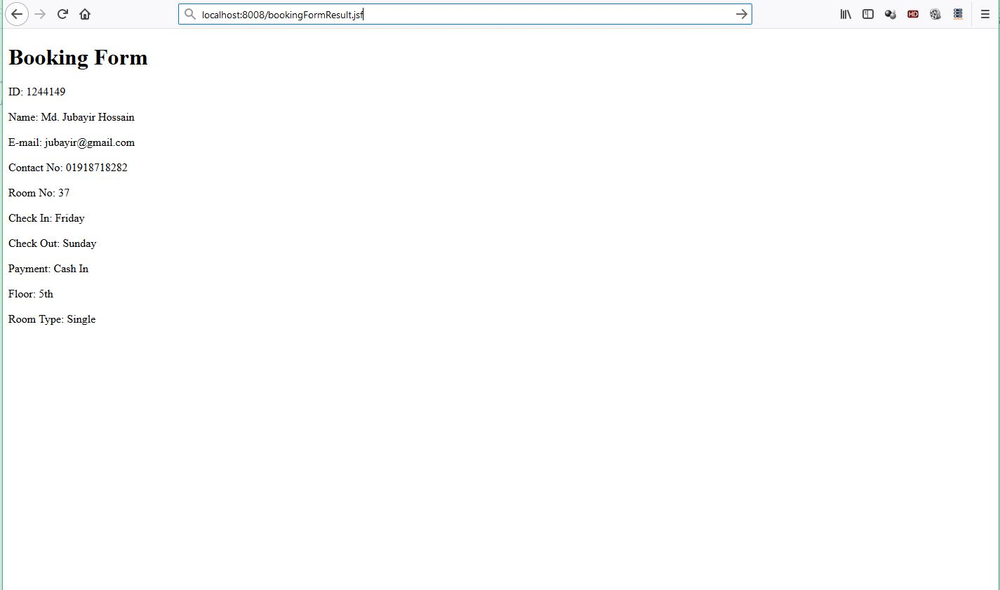 localhost:8008/bookingFormResult.jsf
HD
Booking Form
ID: 1244149
Name: Md. Jubayir Hossain
E-mail: jubayir@gmail.com
Contact No: 01918718282
Room No: 37
Check In: Friday
Check Out: Sunday
Payment: Cash In
Floor: 5th
Room Type: Single